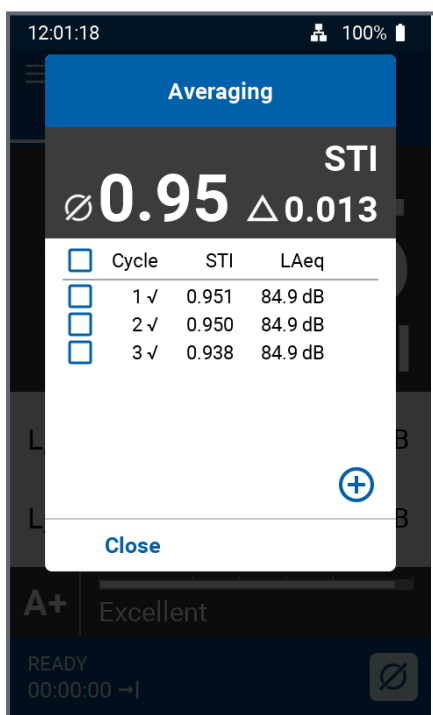 12:01:18 100%
Averaging
STI
⌀0.95 △0.013
Cycle STI LAeq
1 √ 0.951 84.9 dB
2 √ 0.950 84.9 dB
3 √ 0.938 84.9 dB
L B
L B
Close
A+ Excellent
READY
00:00:00 →|